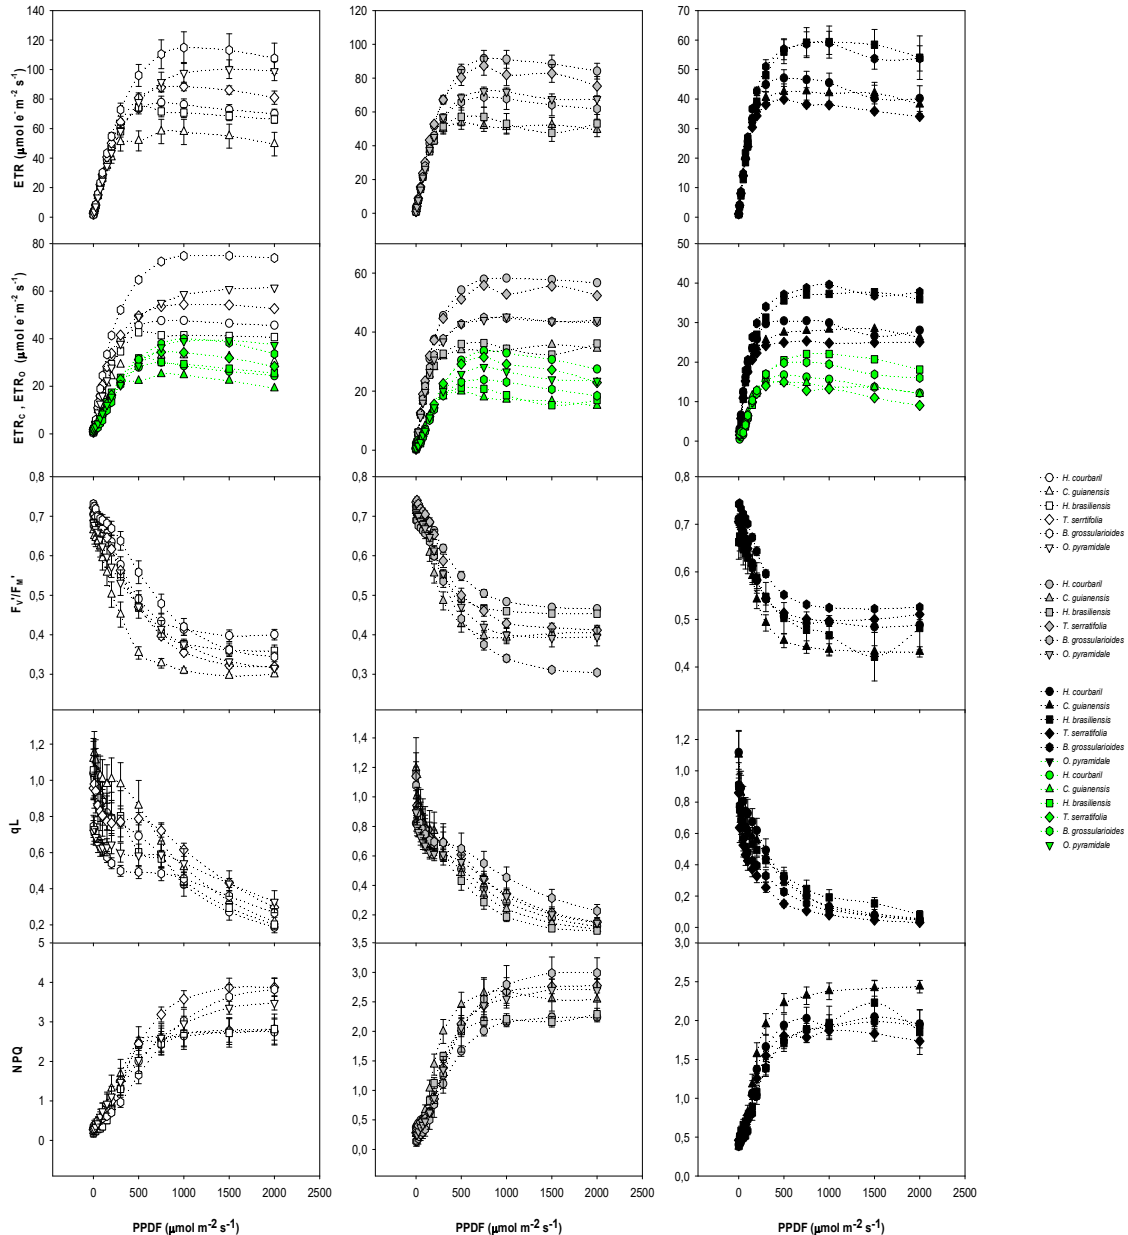 140
120
100
80
60
40
20
0
ETR (µmol e⁻ m⁻² s⁻¹)
120
100
80
60
40
20
0
70
60
50
40
30
20
10
0
80
60
40
20
0
ETR_C , ETR_O (µmol e⁻ m⁻² s⁻¹)
60
40
20
0
50
40
30
20
10
0
0,8
0,7
0,6
0,5
0,4
0,3
F_V'/F_M'
0,8
0,7
0,6
0,5
0,4
0,3
0,8
0,7
0,6
0,5
0,4
1,2
1,0
0,8
0,6
0,4
0,2
qL
1,4
1,2
1,0
0,8
0,6
0,4
0,2
1,2
1,0
0,8
0,6
0,4
0,2
0,0
5
4
3
2
1
0
NPQ
3,5
3,0
2,5
2,0
1,5
1,0
0,5
0,0
3,0
2,5
2,0
1,5
1,0
0,5
0,0
0 500 1000 1500 2000 2500
0 500 1000 1500 2000 2500
0 500 1000 1500 2000 2500
PPDF (µmol m⁻² s⁻¹)
PPDF (µmol m⁻² s⁻¹)
PPDF (µmol m⁻² s⁻¹)
H. courbaril
C. guianensis
H. brasiliensis
T. serrtifolia
B. grossularioides
O. pyramidale
H. courbaril
C. guianensis
H. brasiliensis
T. serratifolia
B. grossularioides
O. pyramidale
H. courbaril
C. guianensis
H. brasiliensis
T. serratifolia
B. grossularioides
O. pyramidale
H. courbaril
C. guianensis
H. brasiliensis
T. serratifolia
B. grossularioides
O. pyramidale